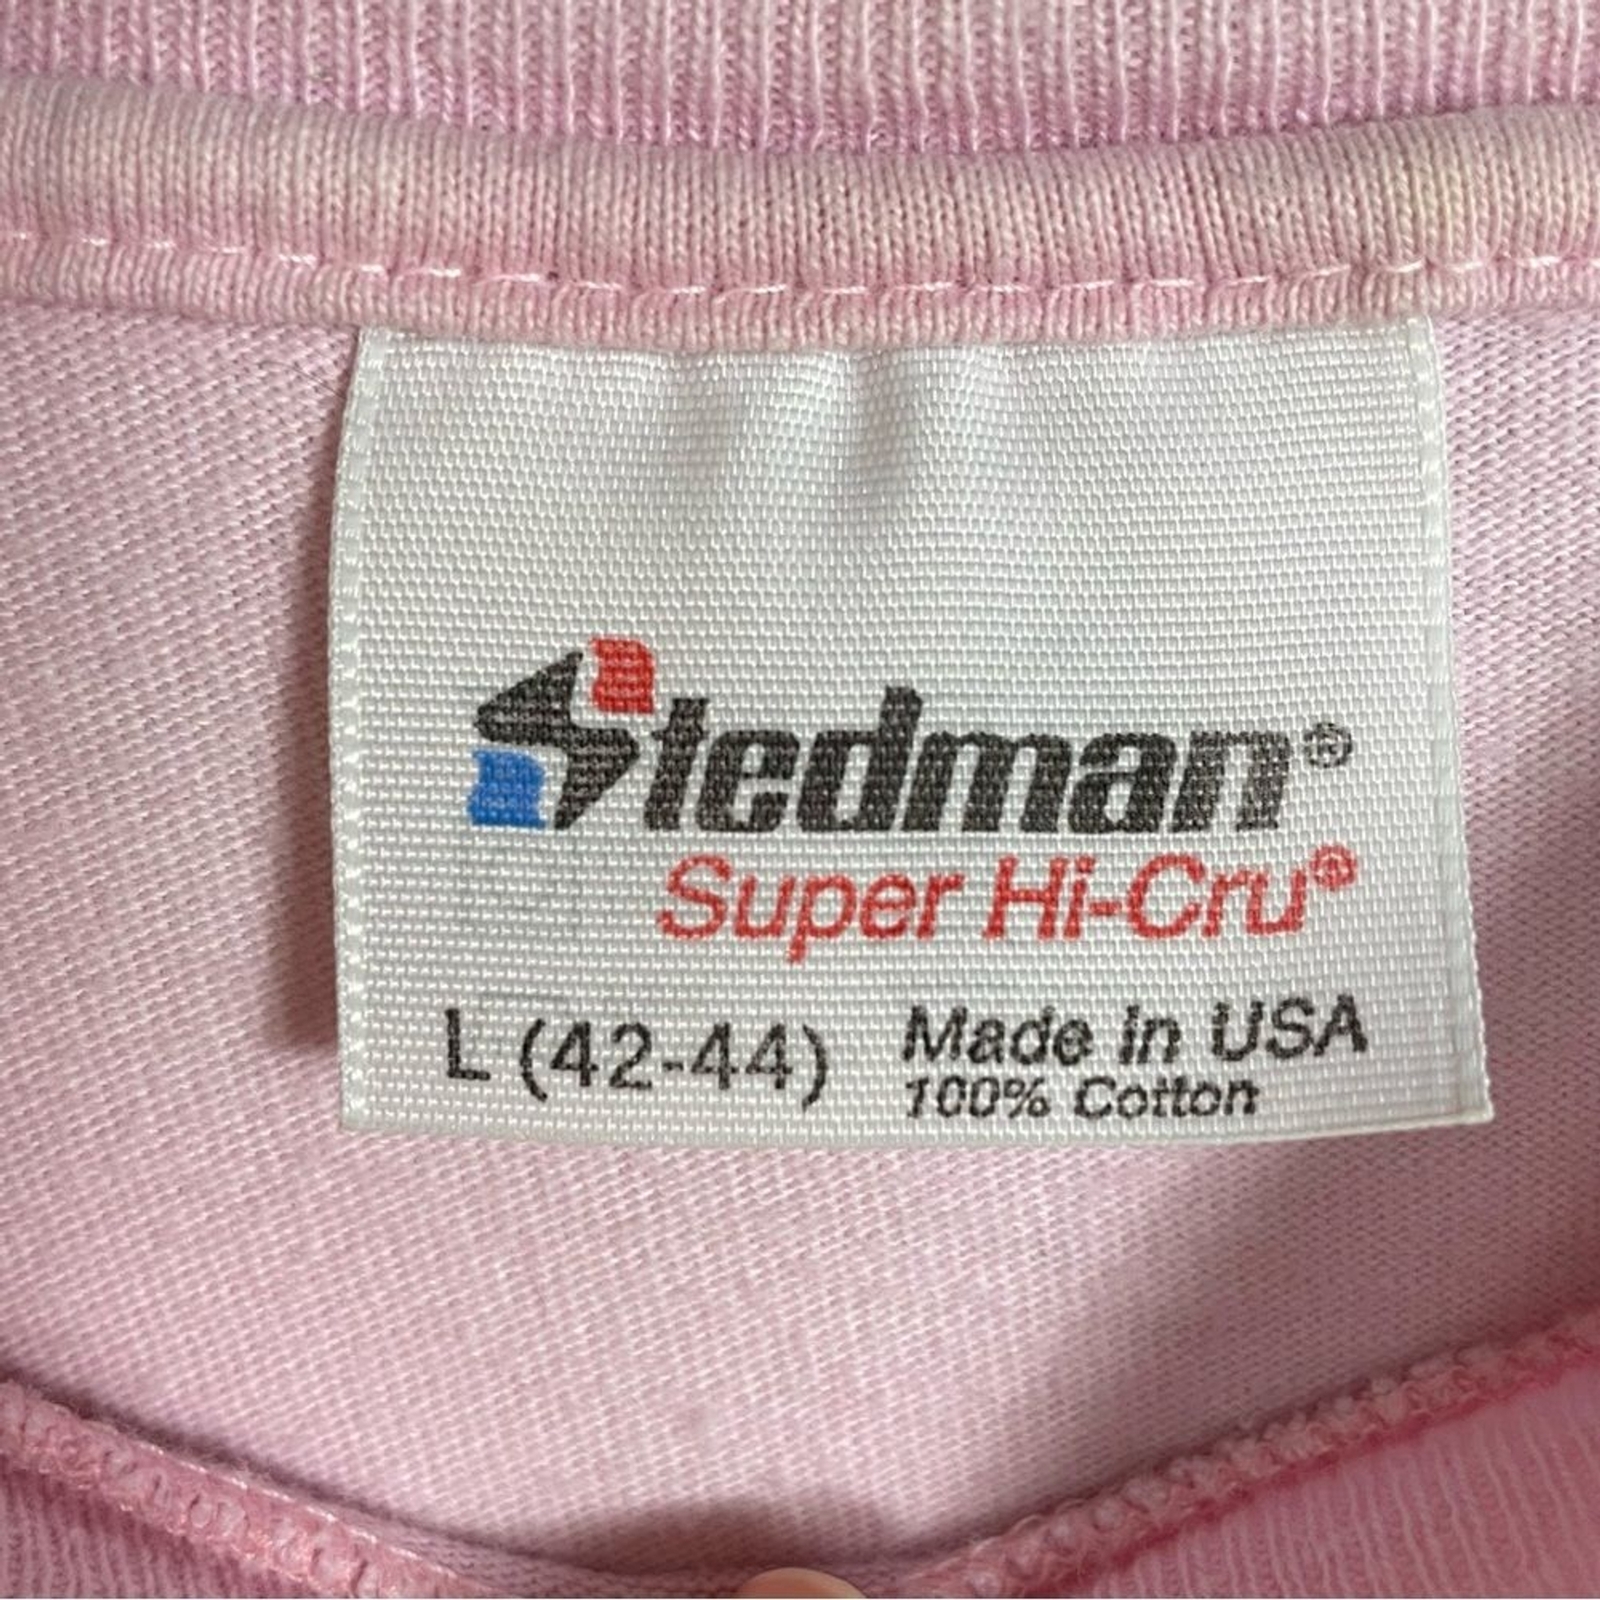 Stedman®
Super Hi-Cru®
L (42-44)
Made in USA
100% Cotton